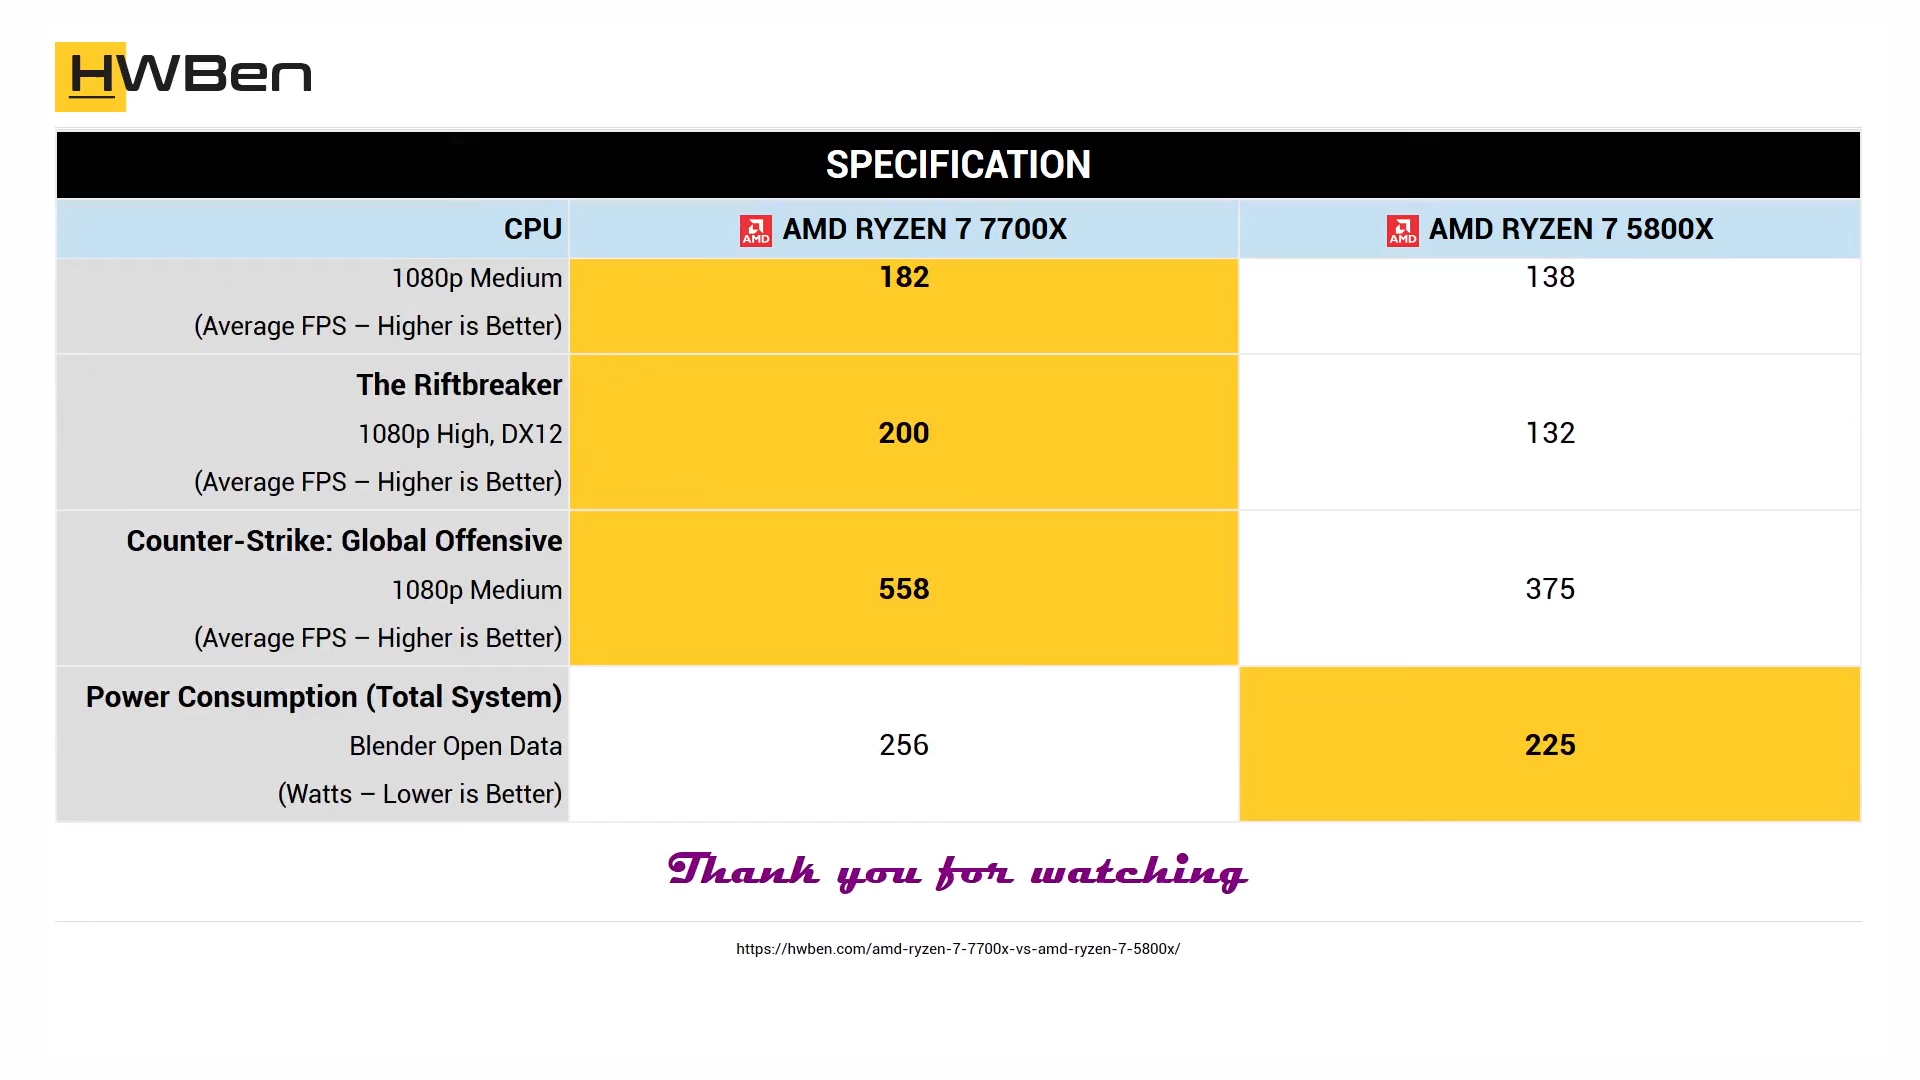 HWBen
SPECIFICATION
CPU AMD AMD RYZEN 7 7700X AMD AMD RYZEN 7 5800X
1080p Medium 182 138
(Average FPS – Higher is Better)
The Riftbreaker
1080p High, DX12 200 132
(Average FPS – Higher is Better)
Counter-Strike: Global Offensive
1080p Medium 558 375
(Average FPS – Higher is Better)
Power Consumption (Total System)
Blender Open Data 256 225
(Watts – Lower is Better)
Thank you for watching
https://hwben.com/amd-ryzen-7-7700x-vs-amd-ryzen-7-5800x/